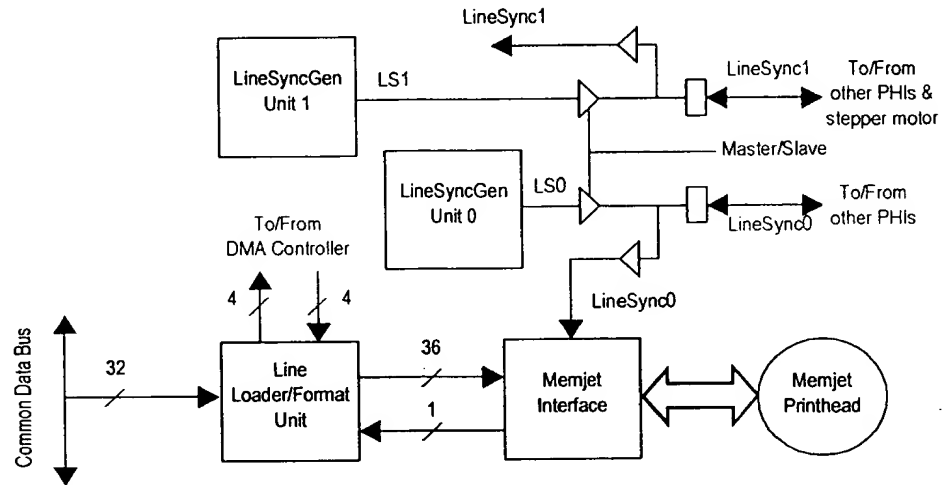 LineSync1
LineSyncGen
Unit 1
LS1
LineSync1
To/From
other PHIs &
stepper motor
Master/Slave
LineSyncGen
Unit 0
LS0
To/From
other PHIs
LineSync0
To/From
DMA Controller
4
4
LineSync0
Common Data Bus
32
Line
Loader/Format
Unit
36
1
Memjet
Interface
Memjet
Printhead